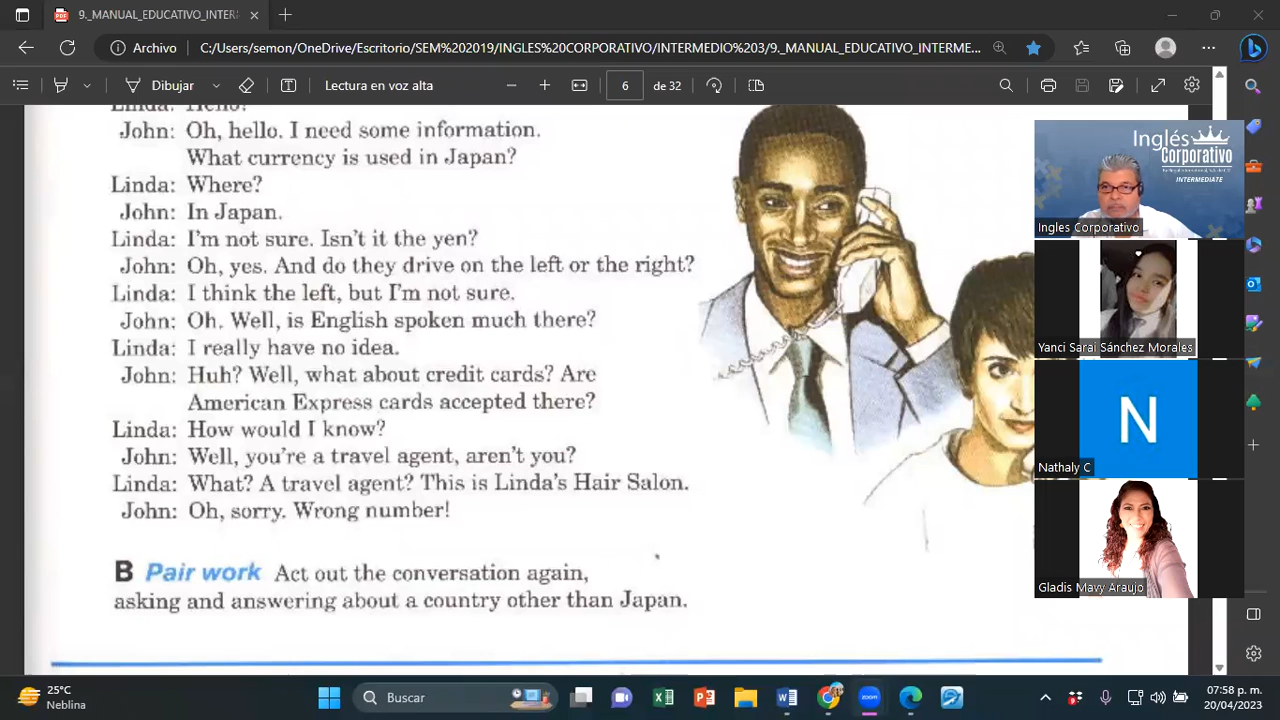 9._MANUAL_EDUCATIVO_INTER
Archivo
C:/Users/semon/OneDrive/Escritorio/SEM%202019/INGLES%20CORPORATIVO/INTERMEDIO%203/9._MANUAL_EDUCATIVO_INTERME...
Dibujar
Lectura en voz alta
6
de 32
Linda: Hello?
John: Oh, hello. I need some information.
What currency is used in Japan?
Linda: Where?
John: In Japan.
Linda: I'm not sure. Isn't it the yen?
John: Oh, yes. And do they drive on the left or the right?
Linda: I think the left, but I'm not sure.
John: Oh. Well, is English spoken much there?
Linda: I really have no idea.
John: Huh? Well, what about credit cards? Are
American Express cards accepted there?
Linda: How would I know?
John: Well, you're a travel agent, aren't you?
Linda: What? A travel agent? This is Linda's Hair Salon.
John: Oh, sorry. Wrong number!
B Pair work Act out the conversation again,
asking and answering about a country other than Japan.
Inglés
Corporativo
INTERMEDIATE
Ingles Corporativo
Yanci Sarai Sánchez Morales
N
Nathaly C
Gladis Mavy Araujo
25°C
Neblina
Buscar
07:58 p. m.
20/04/2023